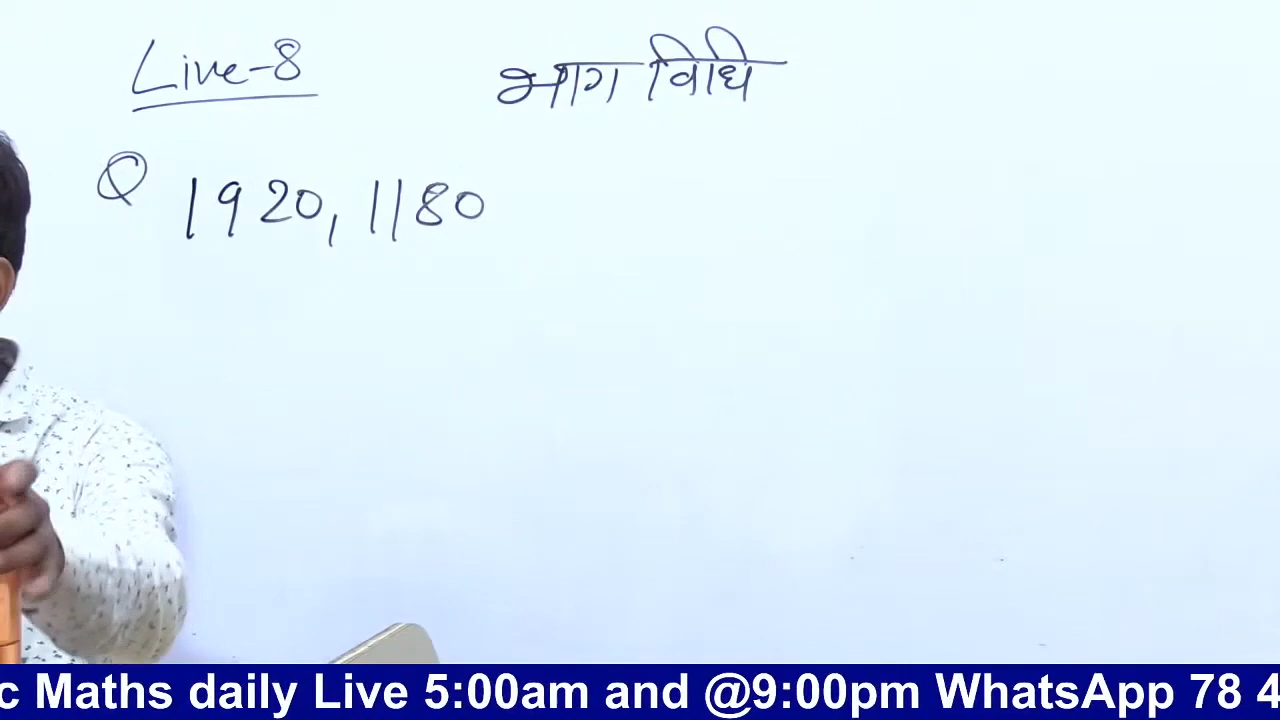 Live-8 भाग विधि
Q 1920, 1180
c Maths daily Live 5:00am and @9:00pm WhatsApp 78 4